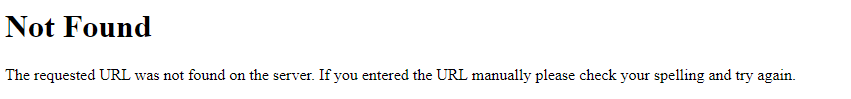 Not Found
The requested URL was not found on the server. If you entered the URL manually please check your spelling and try again.